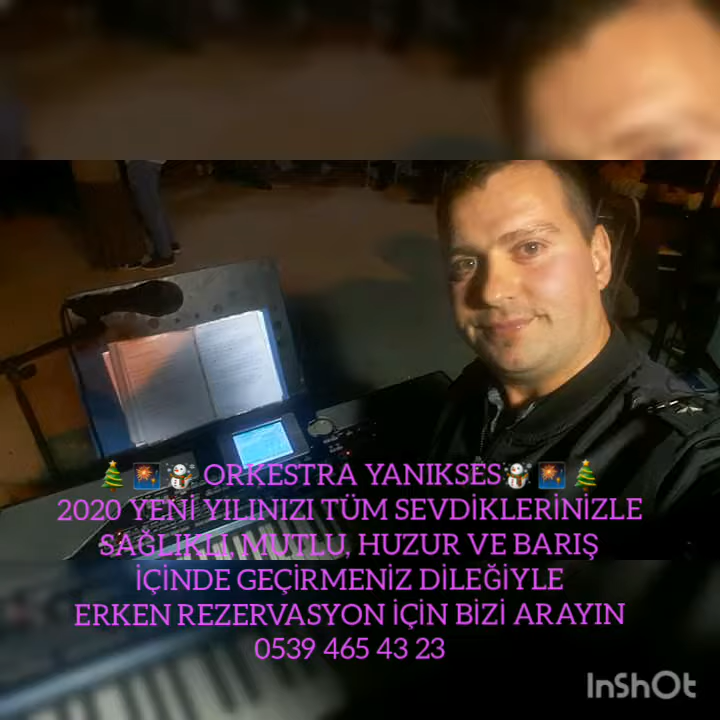 🎄🎆☃ ORKESTRA YANIKSES☃🎆🎄
2020 YENİ YILINIZI TÜM SEVDİKLERİNİZLE
SAĞLIKLI, MUTLU, HUZUR VE BARIŞ
İÇİNDE GEÇİRMENİZ DİLEĞİYLE
ERKEN REZERVASYON İÇİN BİZİ ARAYIN
0539 465 43 23
InShOt